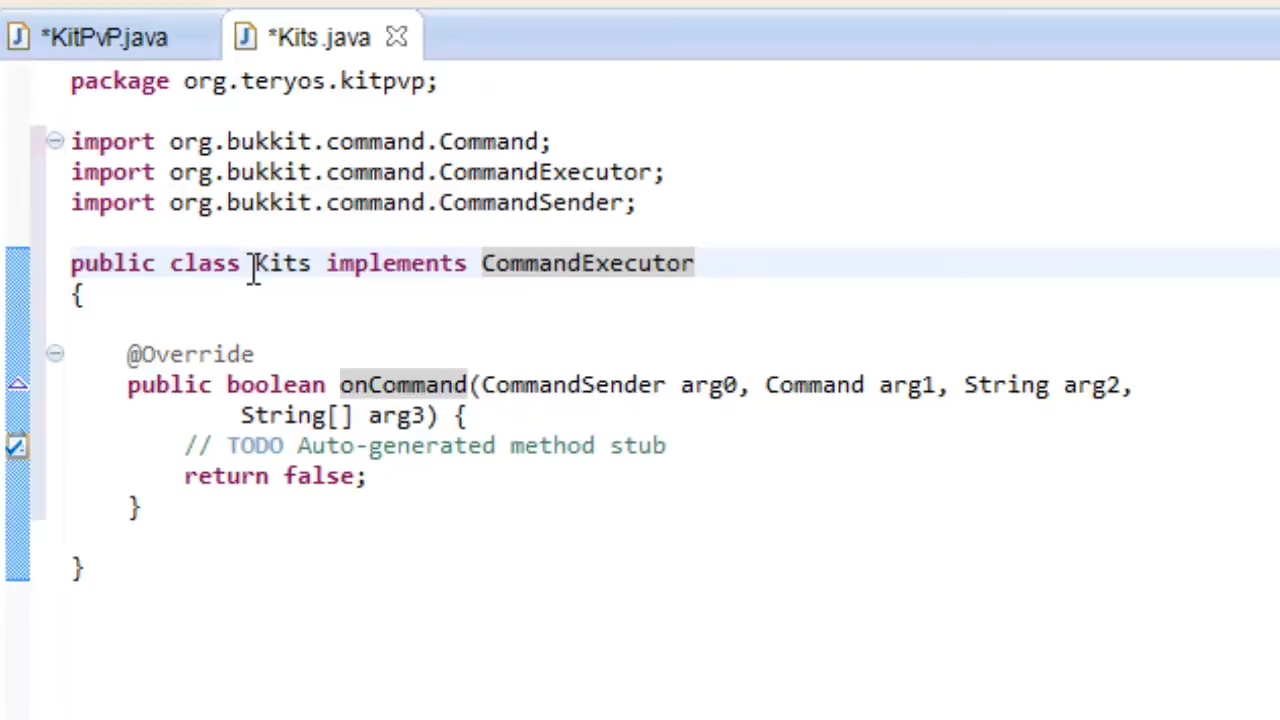 *KitPvP.java *Kits.java
package org.teryos.kitpvp;
import org.bukkit.command.Command;
import org.bukkit.command.CommandExecutor;
import org.bukkit.command.CommandSender;
public class Kits implements CommandExecutor
{
@Override
public boolean onCommand(CommandSender arg0, Command arg1, String arg2,
String[] arg3) {
// TODO Auto-generated method stub
return false;
}
}